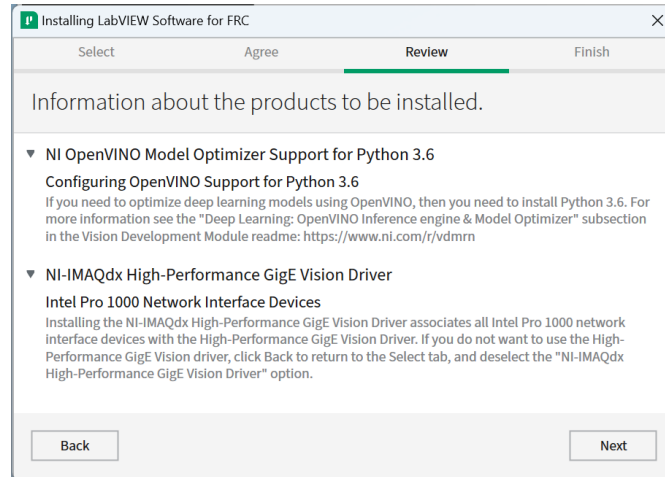 Installing LabVIEW Software for FRC
Select Agree Review Finish
Information about the products to be installed.
NI OpenVINO Model Optimizer Support for Python 3.6
Configuring OpenVINO Support for Python 3.6
If you need to optimize deep learning models using OpenVINO, then you need to install Python 3.6. For
more information see the "Deep Learning: OpenVINO Inference engine & Model Optimizer" subsection
in the Vision Development Module readme: https://www.ni.com/r/vdmrn
NI-IMAQdx High-Performance GigE Vision Driver
Intel Pro 1000 Network Interface Devices
Installing the NI-IMAQdx High-Performance GigE Vision Driver associates all Intel Pro 1000 network
interface devices with the High-Performance GigE Vision Driver. If you do not want to use the High-
Performance GigE Vision driver, click Back to return to the Select tab, and deselect the "NI-IMAQdx
High-Performance GigE Vision Driver" option.
Back Next